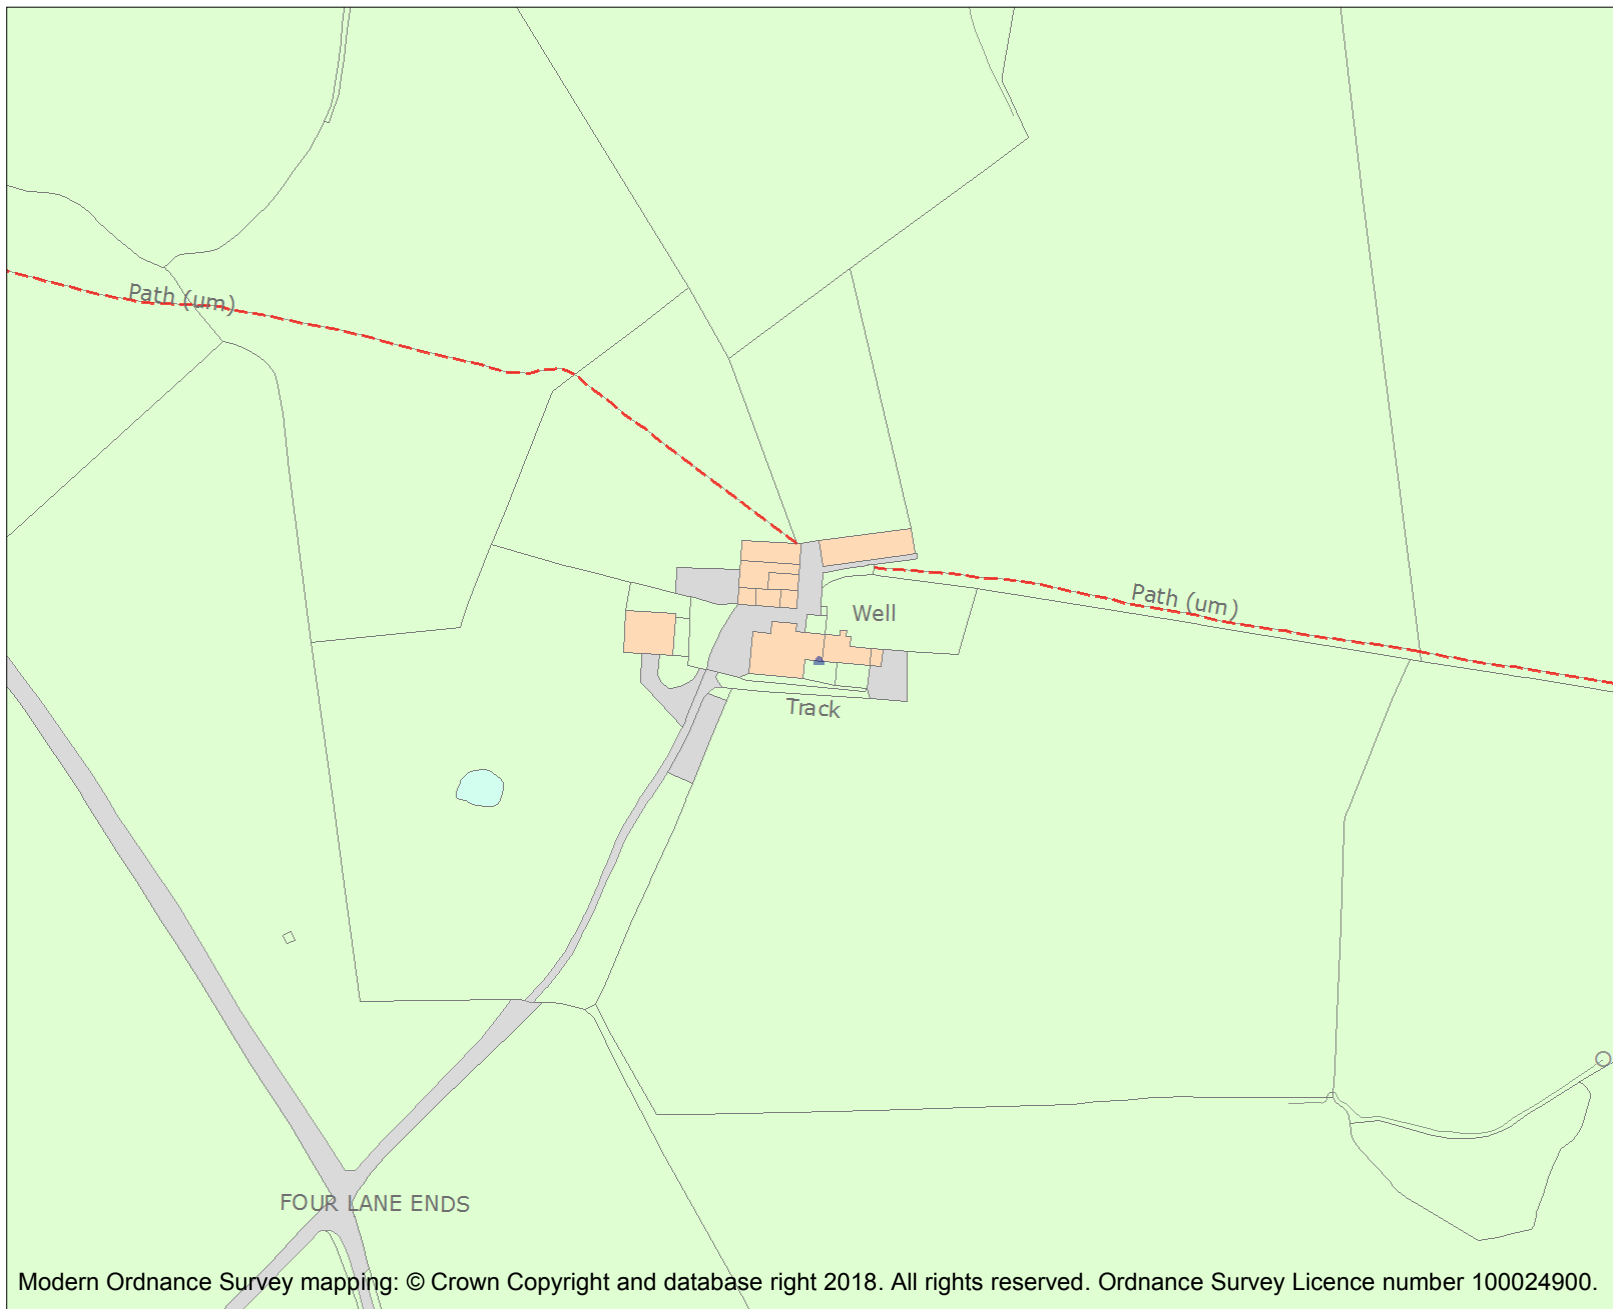 Path (um)
Path (um)
Well
Track
FOUR LANE ENDS
Modern Ordnance Survey mapping: © Crown Copyright and database right 2018. All rights reserved. Ordnance Survey Licence number 100024900.